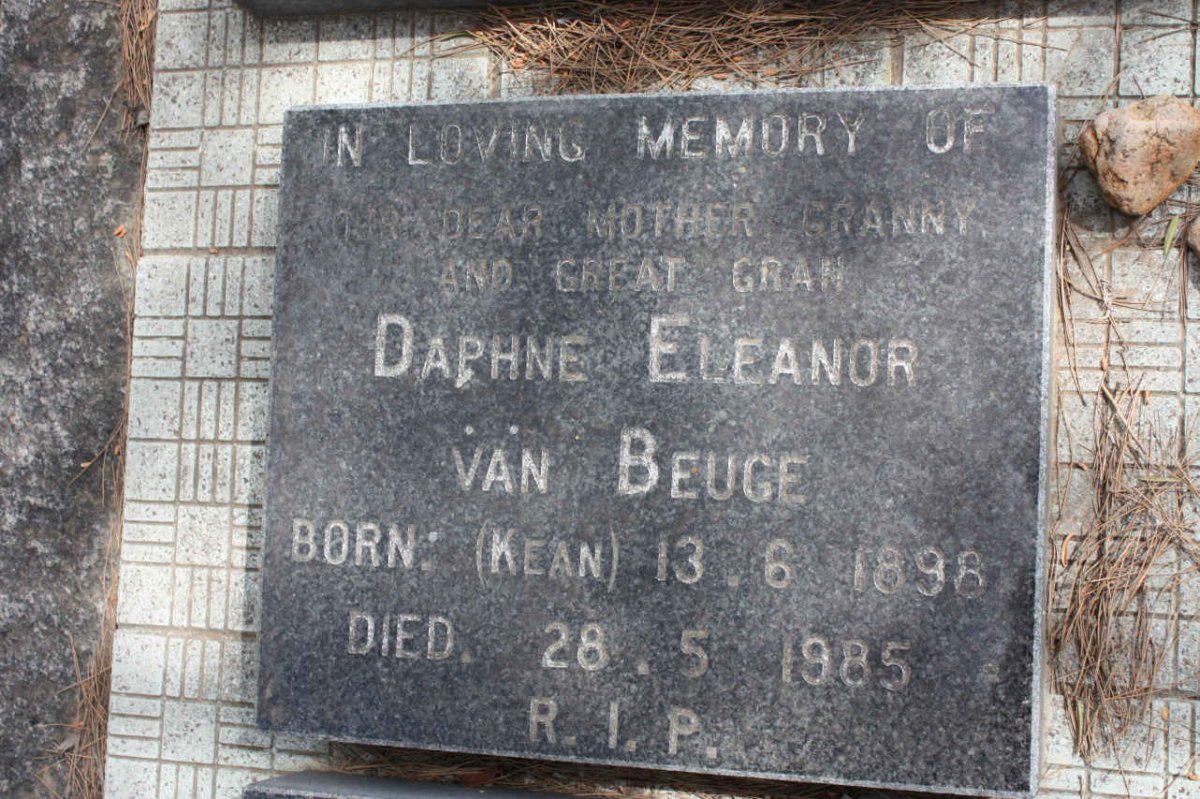 IN LOVING MEMORY OF
OUR DEAR MOTHER, GRANNY,
AND GREAT GRAN
DAPHNE ELEANOR
VAN BEUGE
BORN. (KEAN) 13 . 6 1898
DIED. 28 . 5 1985
R. I. P.